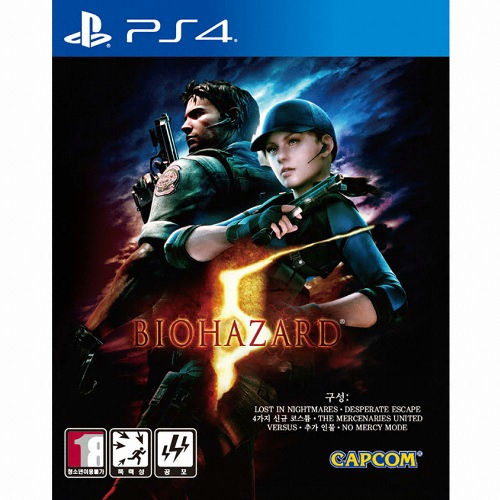 PS4
BIOHAZARD®
5
구성:
LOST IN NIGHTMARES • DESPERATE ESCAPE
4가지 신규 코스튬 • THE MERCENARIES UNITED
VERSUS • 추가 인물 • NO MERCY MODE
18
청소년이용불가
폭력성
공포
CAPCOM®